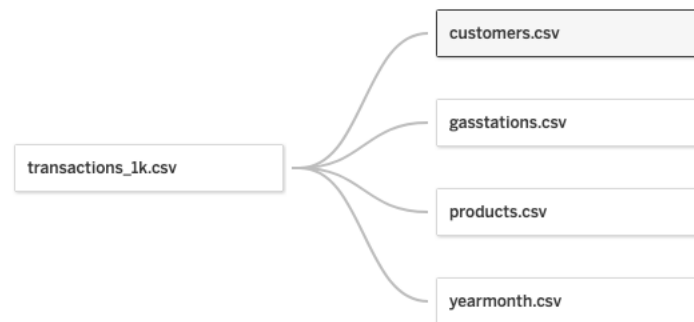 customers.csv
gasstations.csv
transactions_1k.csv
products.csv
yearmonth.csv